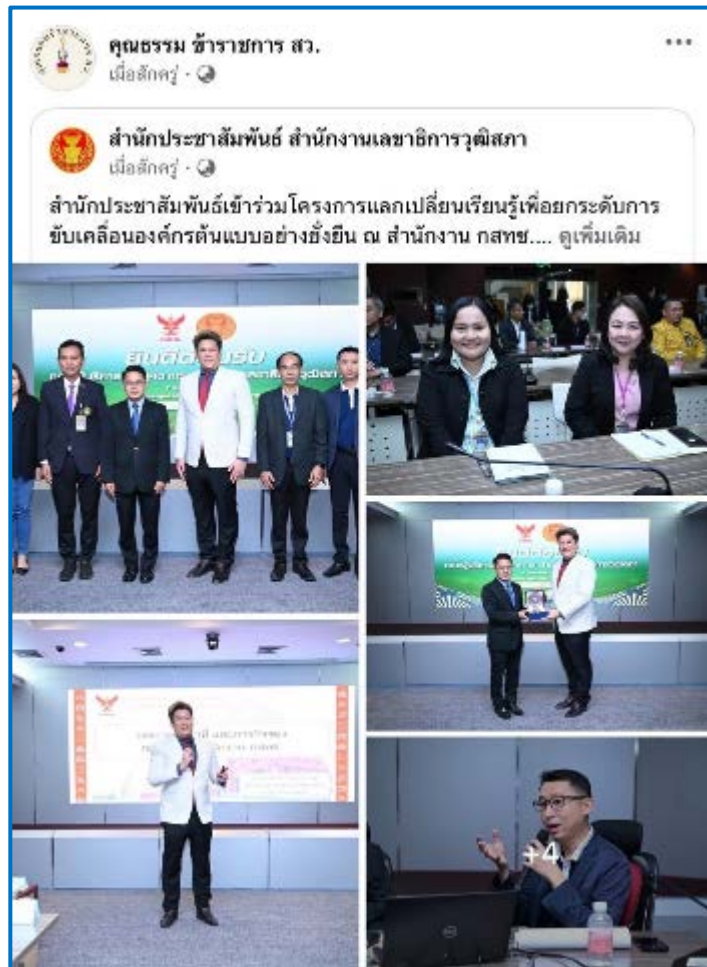 คุณธรรม ข้าราชการ สว.
เมื่อสักครู่ ·
สำนักประชาสัมพันธ์ สำนักงานเลขาธิการวุฒิสภา
เมื่อสักครู่ ·
สำนักประชาสัมพันธ์เข้าร่วมโครงการแลกเปลี่ยนเรียนรู้เพื่อยกระดับการ
ขับเคลื่อนองค์กรต้นแบบอย่างยั่งยืน ณ สำนักงาน กสทช.... ดูเพิ่มเติม
ยินดีต้อนรับ
+4
DELL